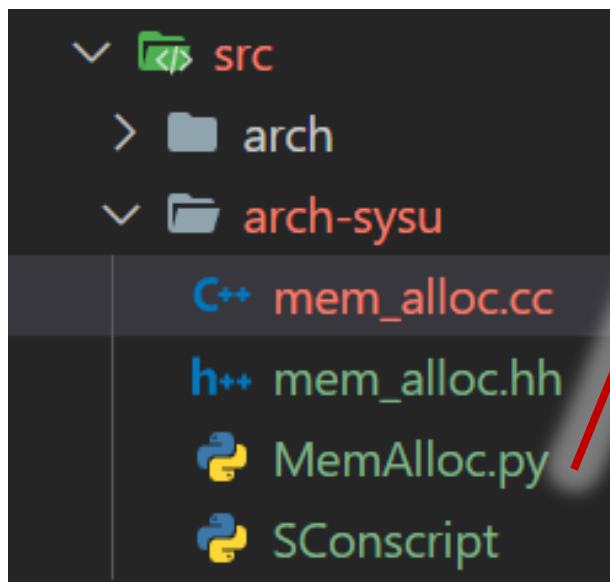 src
arch
arch-sysu
C++ mem_alloc.cc
h++ mem_alloc.hh
MemAlloc.py
SConscript